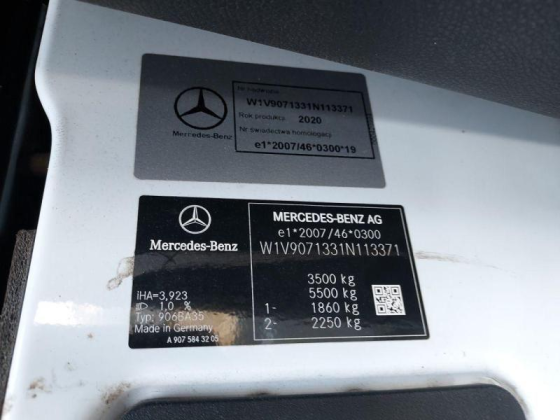 Nr nadwozia
W1V9071331N113371
Rok produkcji 2020
Nr świadectwa homologacji
e1*2007/46*0300*19
Mercedes-Benz
MERCEDES-BENZ AG
e1*2007/46*0300
W1V9071331N113371
Mercedes-Benz
3500 kg
5500 kg
1- 1860 kg
2- 2250 kg
iHA=3,923
1.0 %
Typ: 906BA35
Made in Germany
A 907 584 32 05